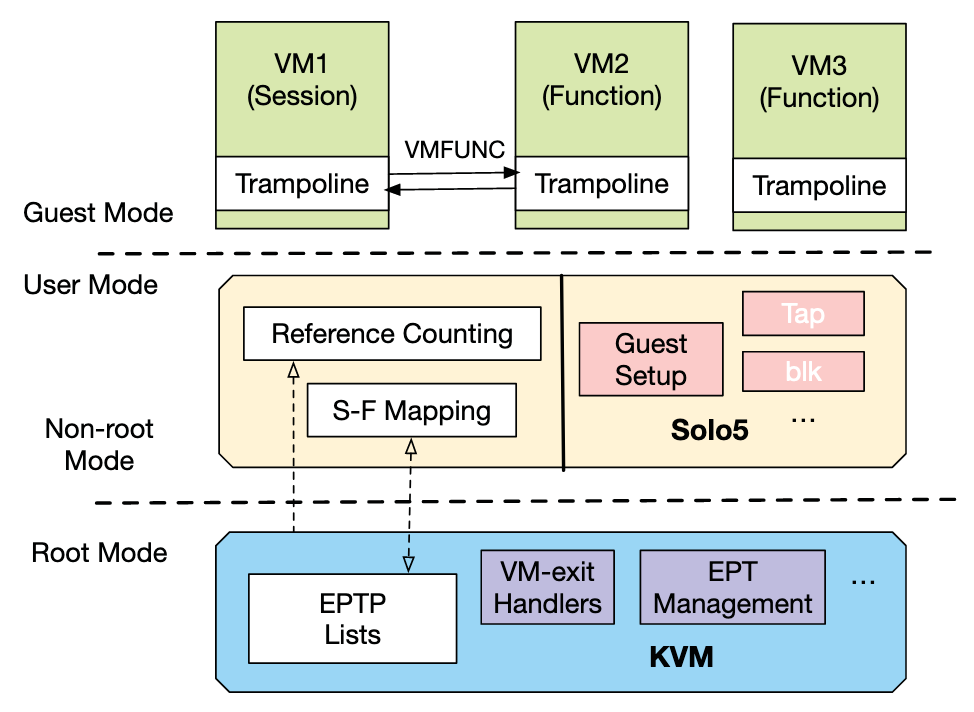 VM1
(Session)
VM2
(Function)
VM3
(Function)
VMFUNC
Trampoline
Trampoline
Trampoline
Guest Mode
User Mode
Reference Counting
S-F Mapping
Guest
Setup
Tap
blk
...
Solo5
Non-root
Mode
Root Mode
EPTP
Lists
VM-exit
Handlers
EPT
Management
...
KVM